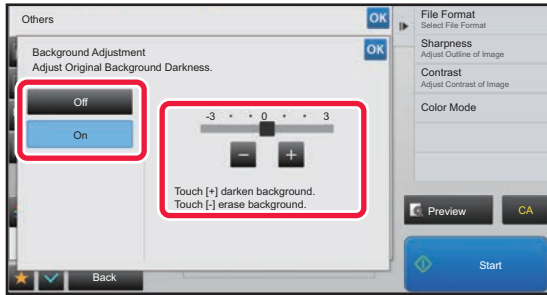 Others
OK
Background Adjustment
Adjust Original Background Darkness.
OK
Off
On
-3 • • 0 • • 3
−
+
Touch [+] darken background.
Touch [-] erase background.
Back
File Format
Select File Format
Sharpness
Adjust Outline of Image
Contrast
Adjust Contrast of Image
Color Mode
Preview
CA
Start